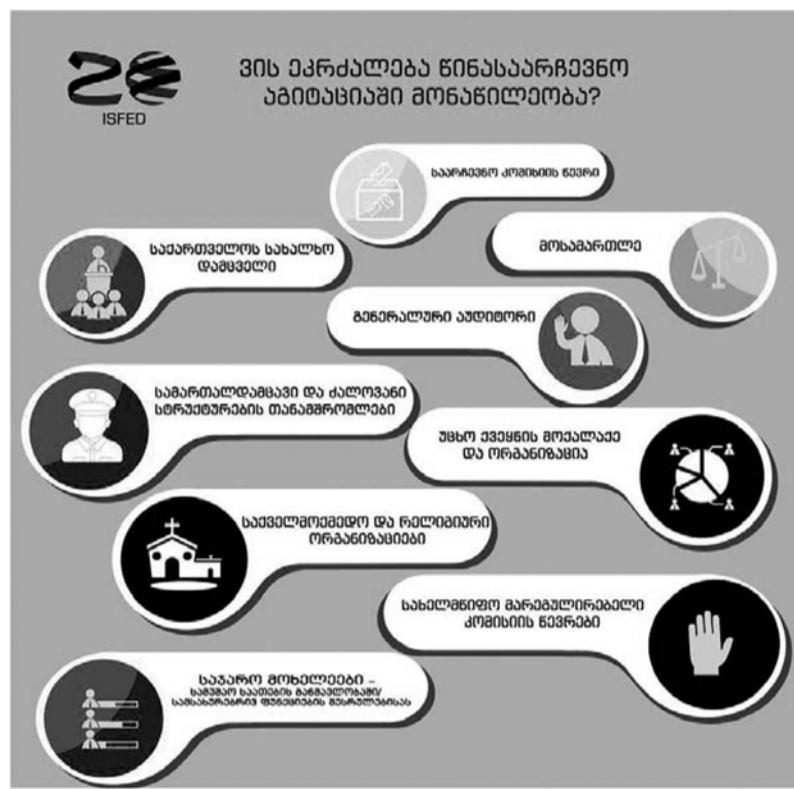 20
ISFED
ვის ეკრძალება წინასაარჩევნო
აგიტაციაში მონაწილეობა?
საარჩევნო კომისიის წევრი
საქართველოს სახალხო
დამცველი
მოსამართლე
გენერალური აუდიტორი
სამართალდამცავი და ძალოვანი
სტრუქტურების თანამშრომლები
უცხო ქვეყნის მოქალაქე
და ორგანიზაცია
საქველმოქმედო და რელიგიური
ორგანიზაციები
სახელმწიფო მარეგულირებელი
კომისიის წევრები
საჯარო მოხელეები -
სამუშაო საათების განმავლობაში/
სამსახურებრივ ფუნქციების შესრულებისას